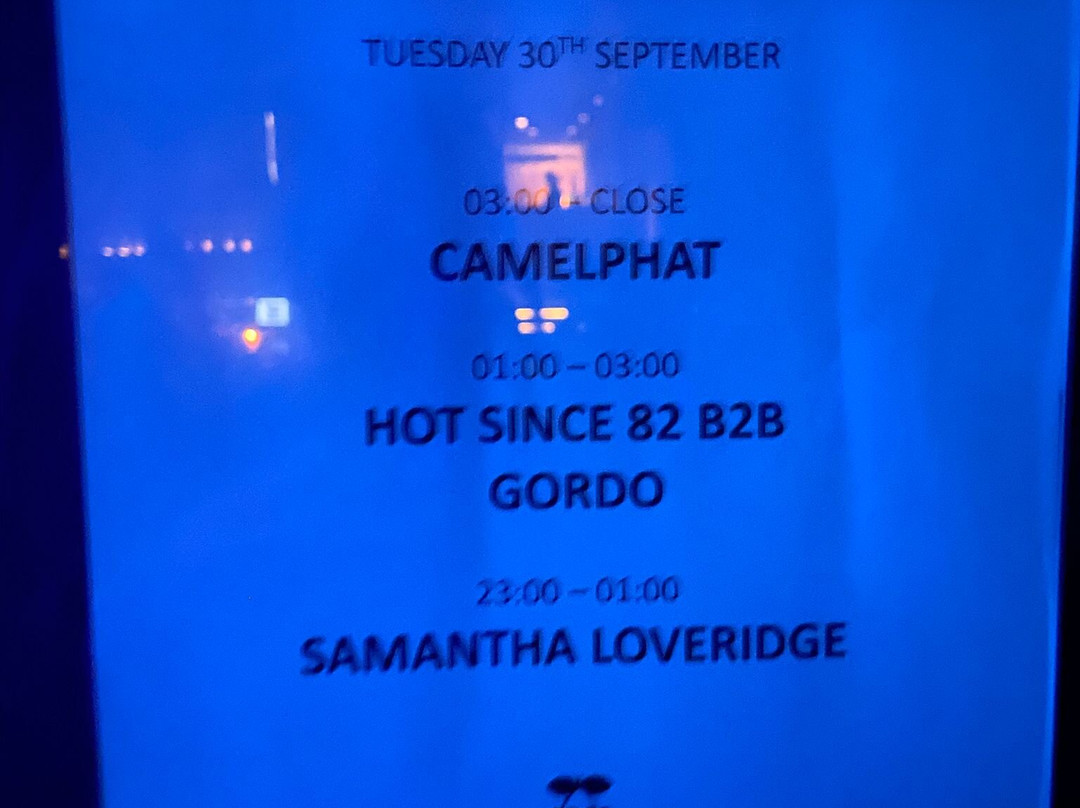 TUESDAY 30TH SEPTEMBER
03:00 – CLOSE
CAMELPHAT
01:00 – 03:00
HOT SINCE 82 B2B
GORDO
23:00 – 01:00
SAMANTHA LOVERIDGE